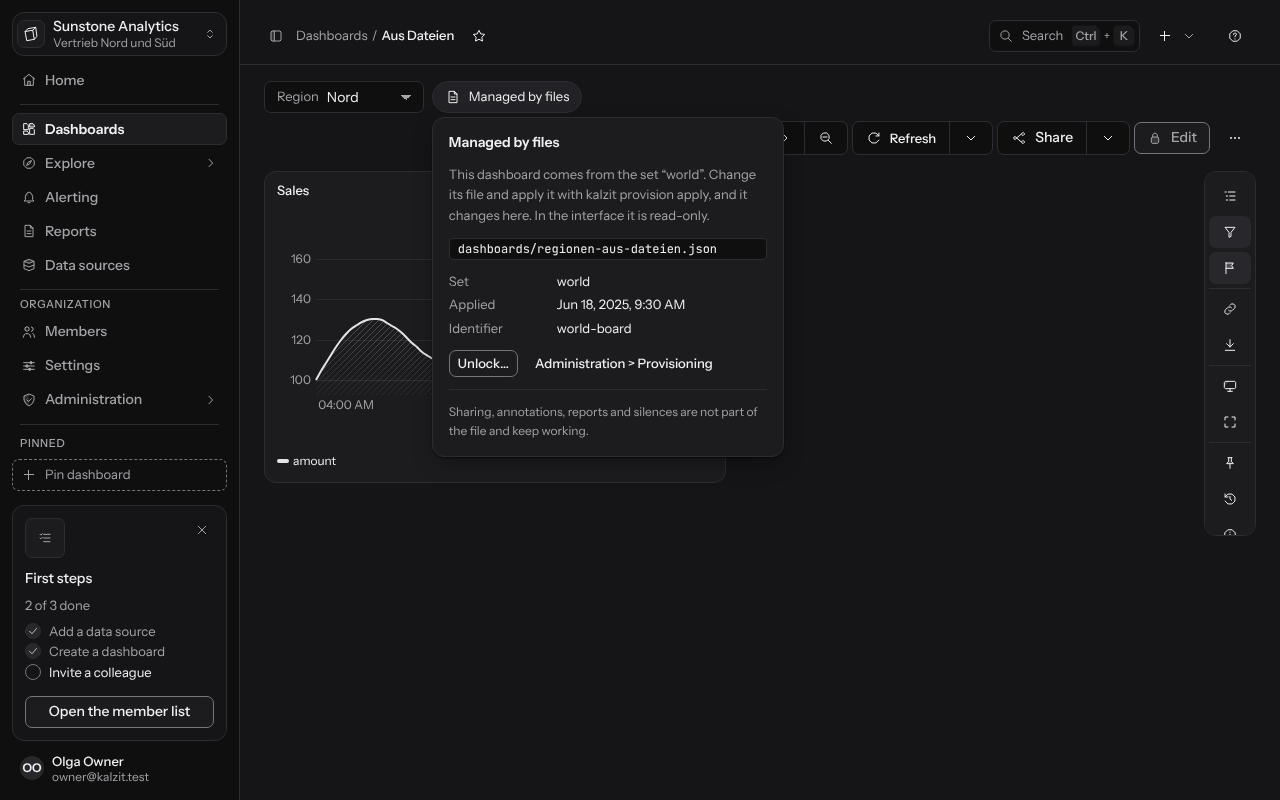 Sunstone Analytics
Vertrieb Nord und Süd
Home
Dashboards
Explore
Alerting
Reports
Data sources
ORGANIZATION
Members
Settings
Administration
PINNED
Pin dashboard
First steps
2 of 3 done
Add a data source
Create a dashboard
Invite a colleague
Open the member list
OO
Olga Owner
owner@kalzit.test
Dashboards / Aus Dateien
Search Ctrl + K
Region Nord
Managed by files
Refresh
Share
Edit
Sales
160
140
120
100
04:00 AM
amount
Managed by files
This dashboard comes from the set “world”. Change
its file and apply it with kalzit provision apply, and it
changes here. In the interface it is read-only.
dashboards/regionen-aus-dateien.json
Set world
Applied Jun 18, 2025, 9:30 AM
Identifier world-board
Unlock... Administration > Provisioning
Sharing, annotations, reports and silences are not part of
the file and keep working.